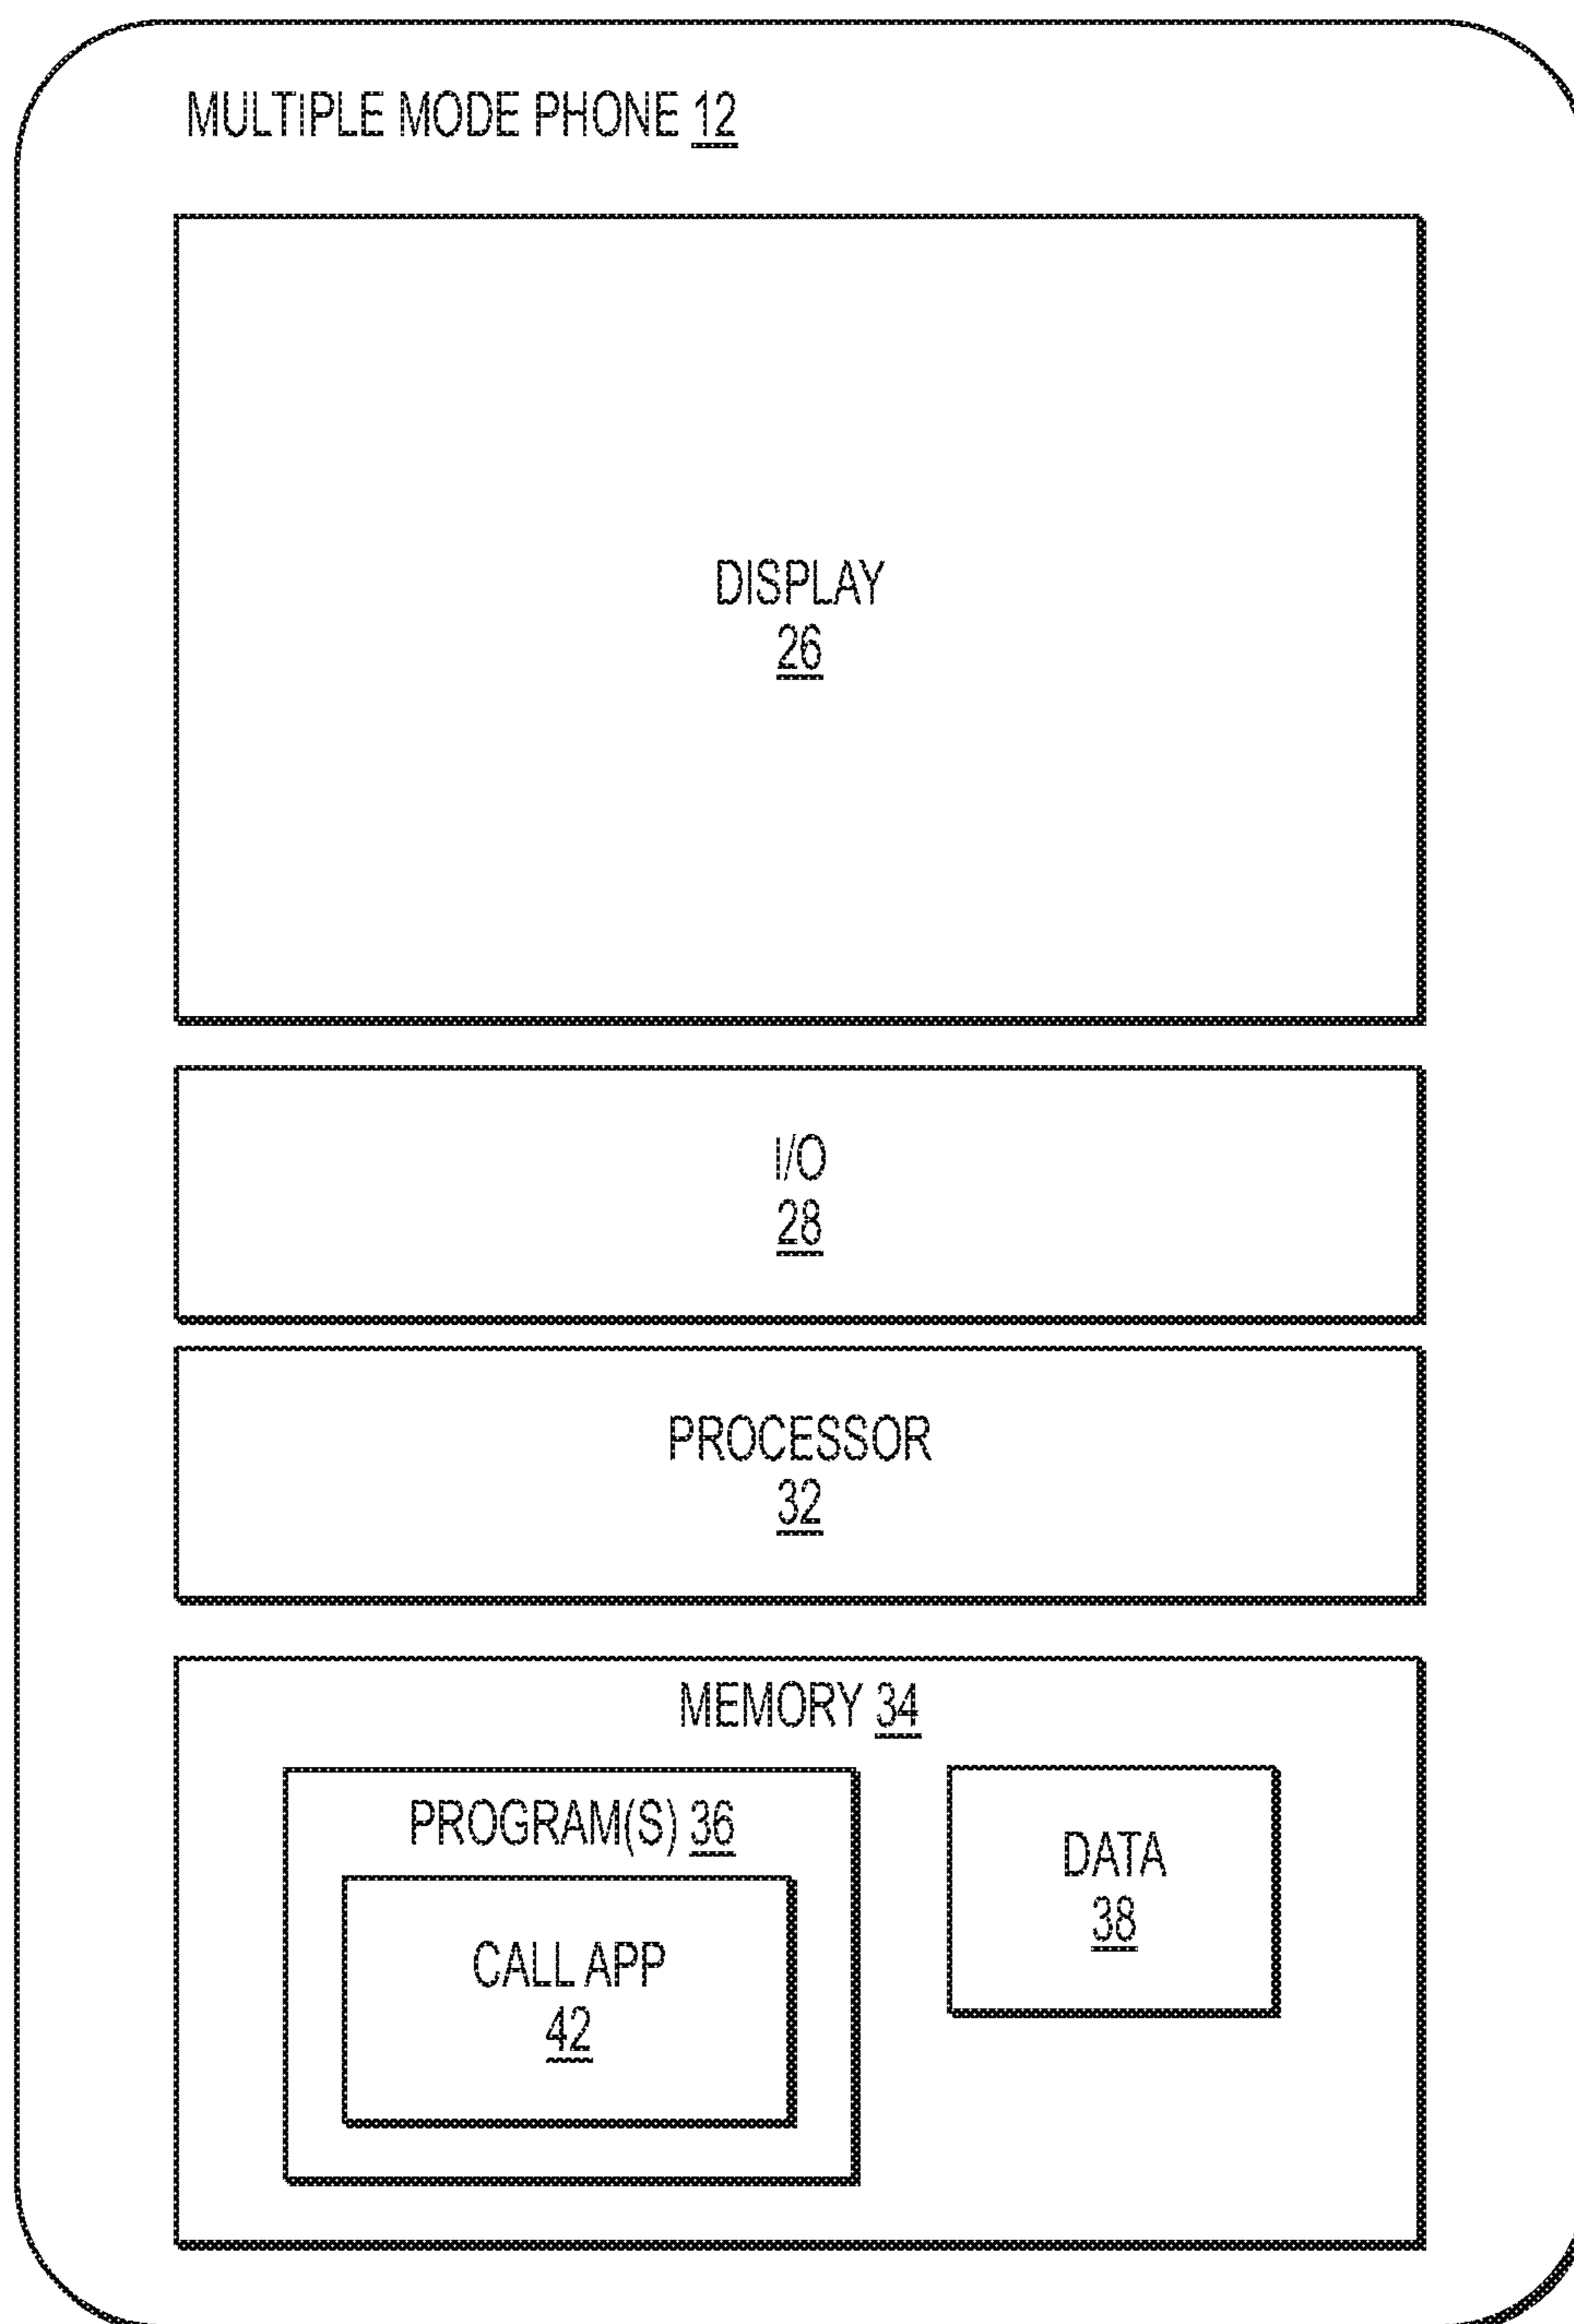 MULTIPLE MODE PHONE 12
DISPLAY
26
I/O
28
PROCESSOR
32
MEMORY 34
PROGRAM(S) 36
CALL APP
42
DATA
38